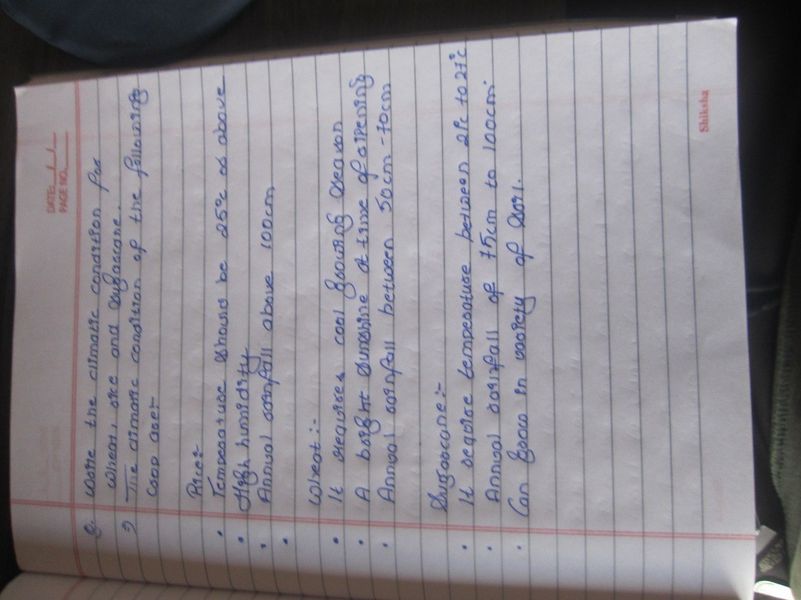 DATE:
PAGE NO.
Q. Write the climatic condition for
wheat, rice and sugarcane.
The climatic condition of the following
crop are:-
Rice:-
• Temperature should be 25°c or above
• High humidity
• Annual rainfall above 100cm
•
Wheat:-
• It requires cool growing season
• A bright sunshine at time of ripening
• Annual rainfall between 50cm-70cm
Sugarcane:-
• It require temperature between 21°c to 27°c
• Annual rainfall of 75cm to 100cm.
• Can grow in variety of soil.
Shiksha